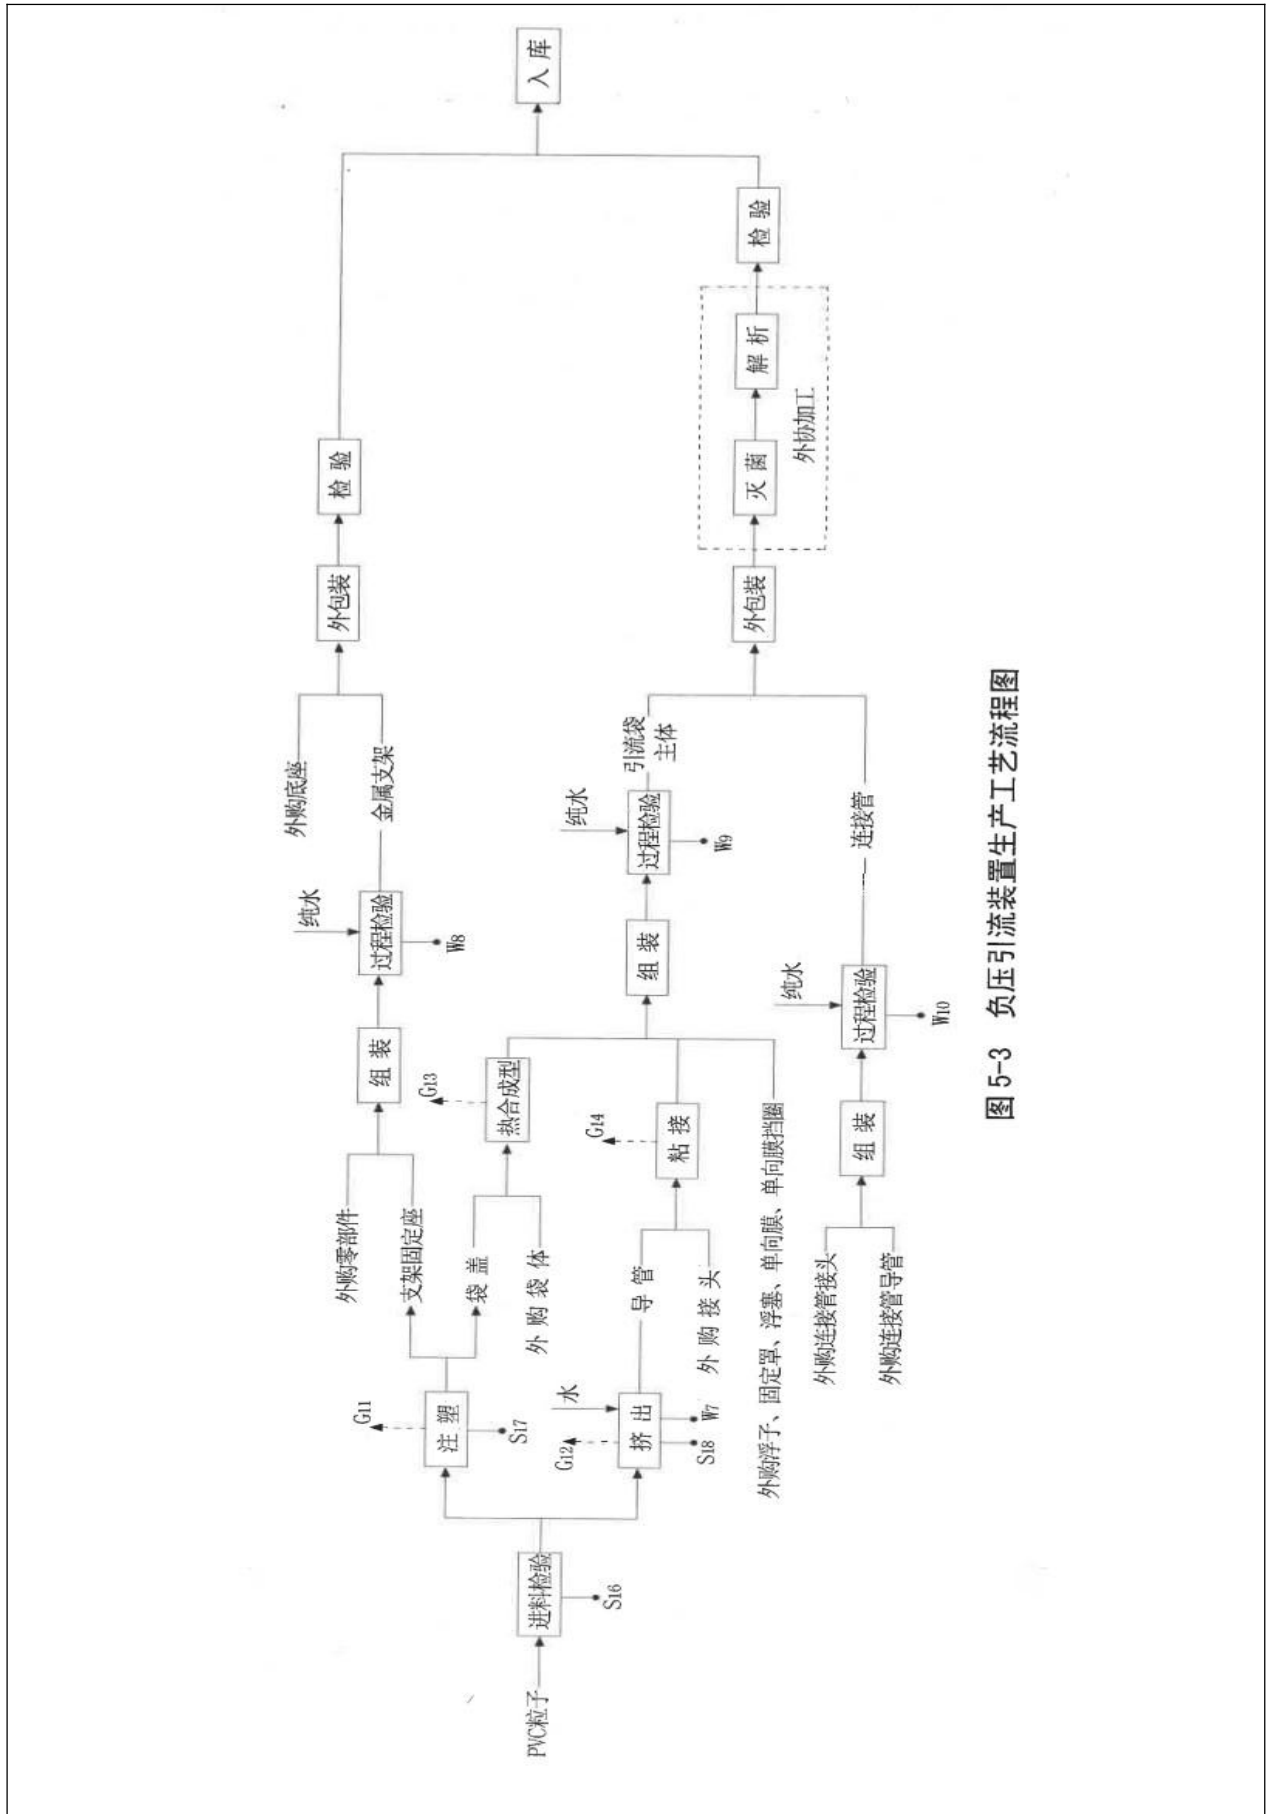 PVC粒子
进料检验
S16
注塑
G11
S17
挤出
水
G12
S18
W7
外购零部件
支架固定座
袋盖
外购袋体
导管
外购接头
外购浮子、固定罩、浮塞、单向膜、单向膜挡圈
外购连接管接头
外购连接管导管
组装
热合成型
G13
粘接
G14
组装
过程检验
纯水
W8
组装
过程检验
纯水
W9
过程检验
纯水
W10
外购底座
金属支架
引流袋
主体
连接管
外包装
检验
外包装
灭菌
解析
外协加工
检验
入库
图 5-3 负压引流装置生产工艺流程图